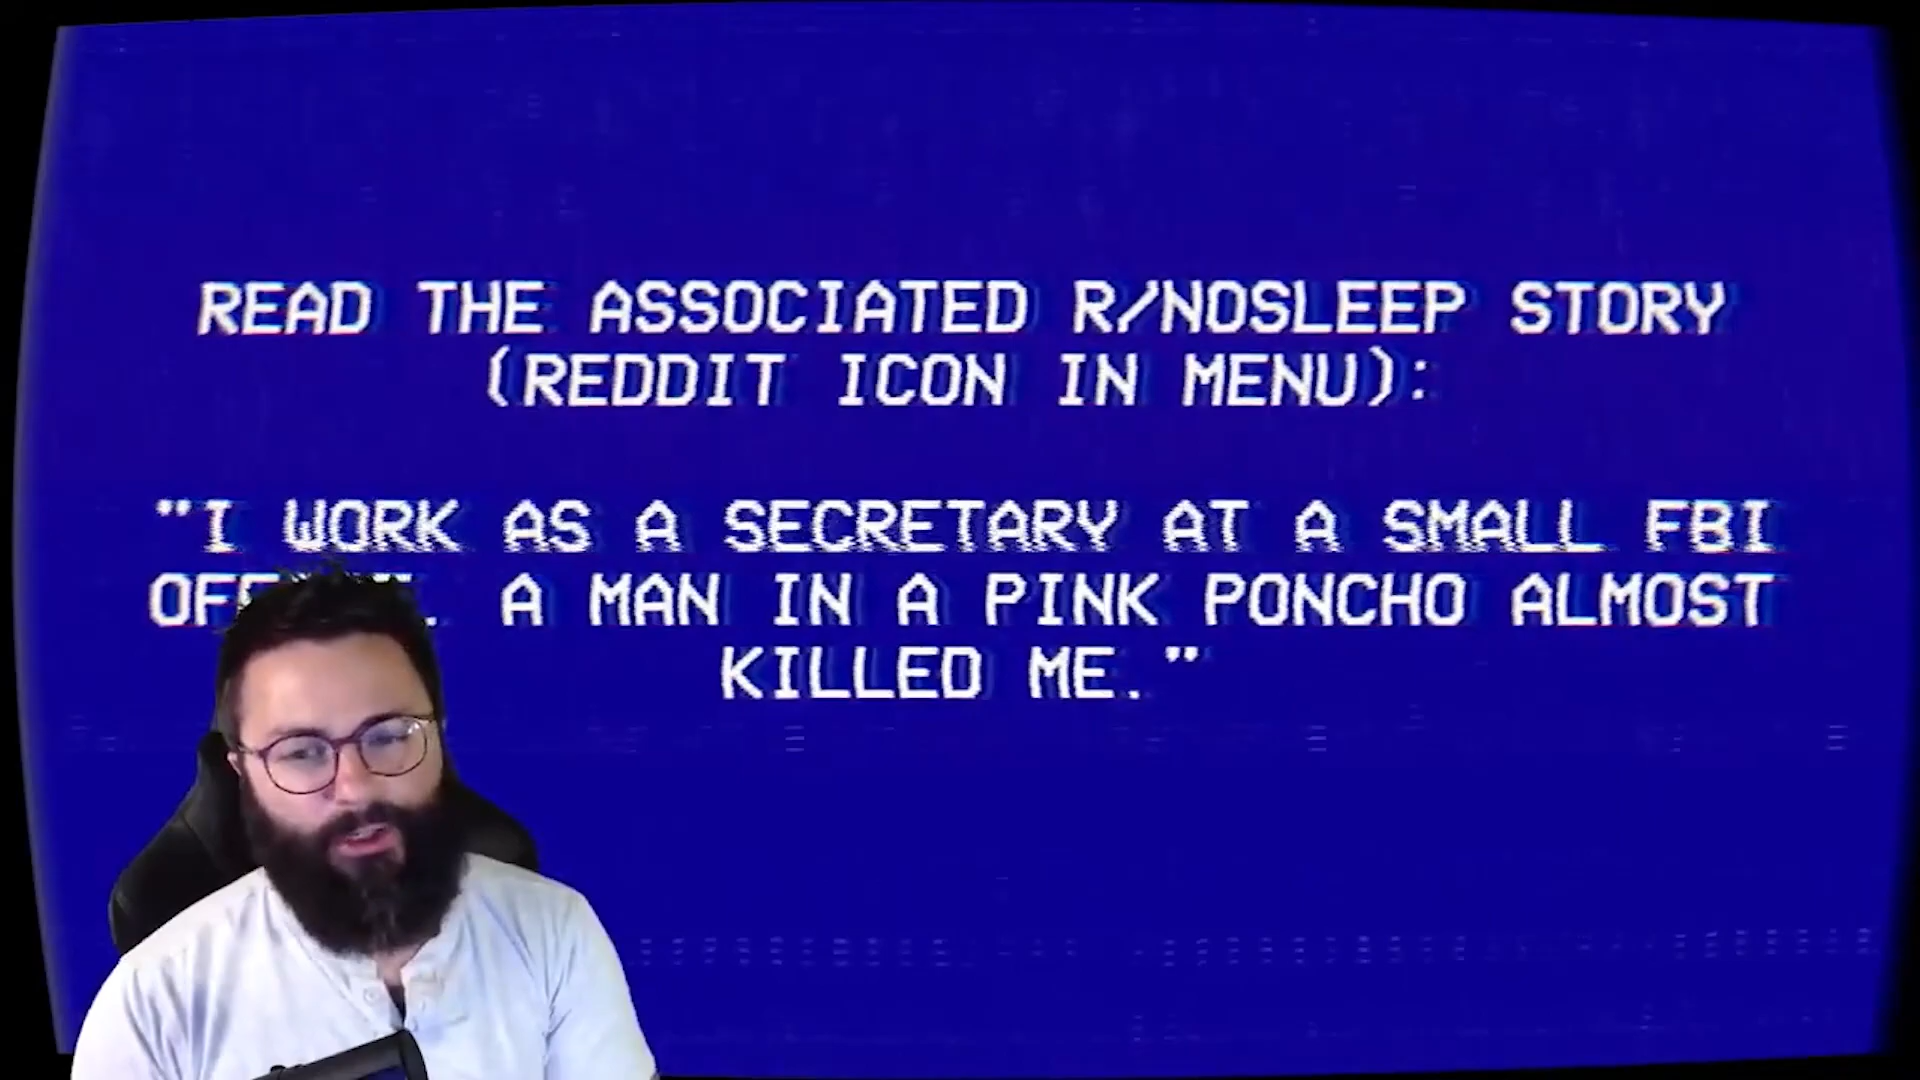 READ THE ASSOCIATED R/NOSLEEP STORY
(REDDIT ICON IN MENU):
"I WORK AS A SECRETARY AT A SMALL FBI
A MAN IN A PINK PONCHO ALMOST
KILLED ME."